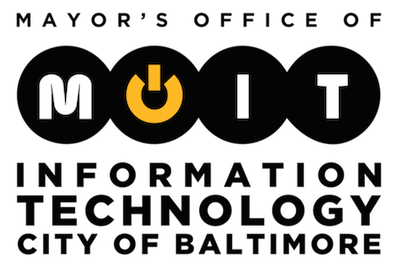 MAYOR'S OFFICE OF
MOIT
INFORMATION
TECHNOLOGY
CITY OF BALTIMORE